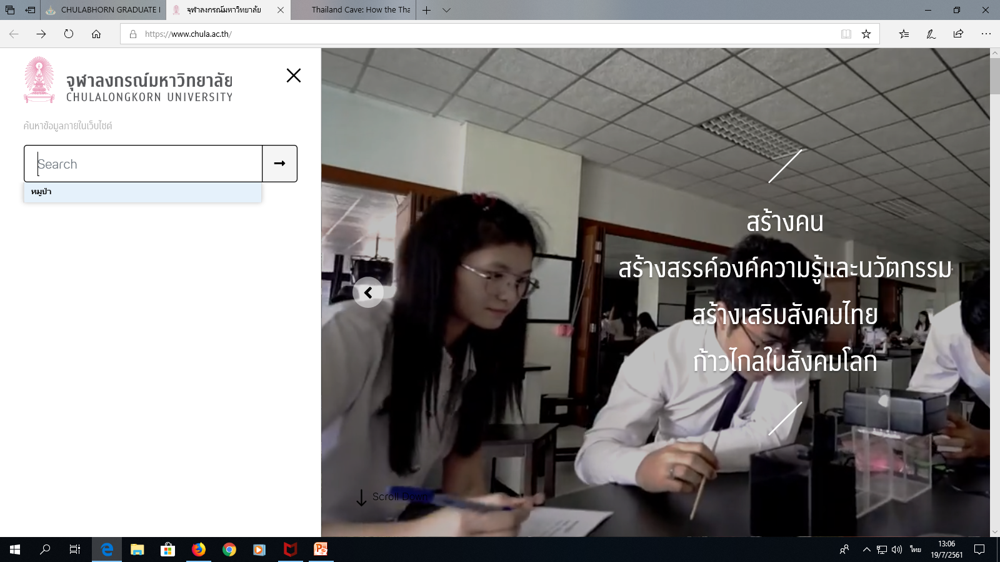 CHULABHORN GRADUATE I
จุฬาลงกรณ์มหาวิทยาลัย
Thailand Cave: How the Tha
https://www.chula.ac.th/
จุฬาลงกรณ์มหาวิทยาลัย
CHULALONGKORN UNIVERSITY
ค้นหาข้อมูลภายในเว็บไซต์
Search
หมูป่า
สร้างคน
สร้างสรรค์องค์ความรู้และนวัตกรรม
สร้างเสริมสังคมไทย
ก้าวไกลในสังคมโลก
Scroll Down
ไทย
13:06
19/7/2561